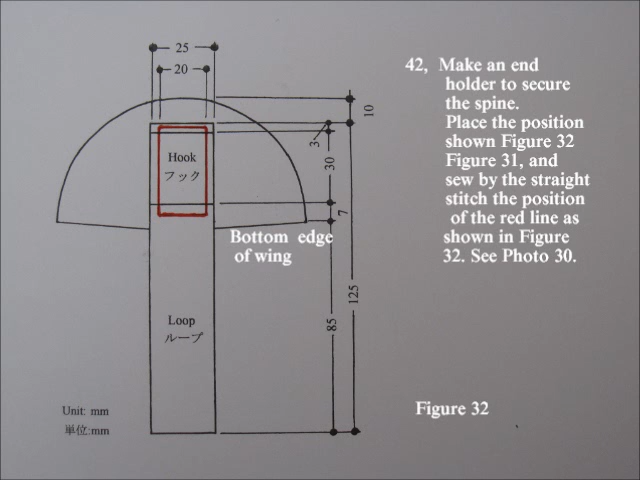 25
20
42, Make an end
holder to secure
the spine.
Place the position
shown Figure 32
Figure 31, and
sew by the straight
stitch the position
of the red line as
shown in Figure
32. See Photo 30.
10
3
30
Hook
フック
7
Bottom edge
of wing
125
85
Loop
ループ
Unit: mm
単位:mm
Figure 32